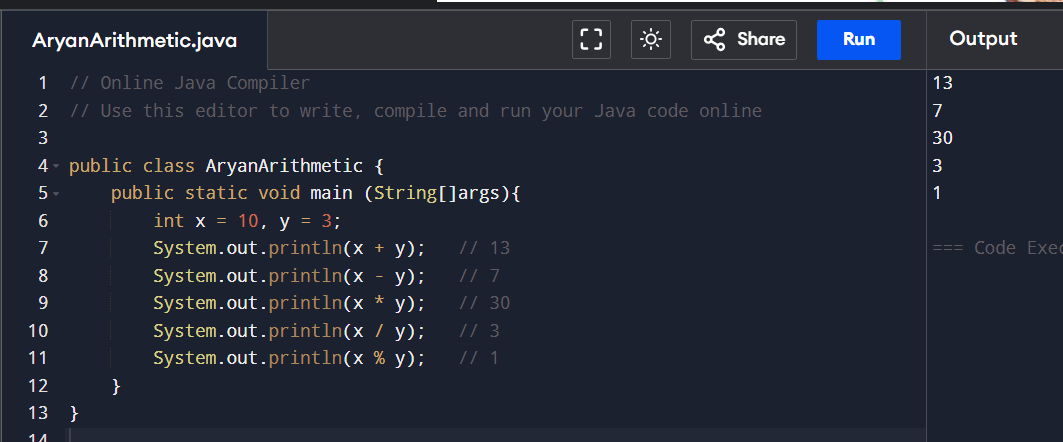 AryanArithmetic.java
Share
Run
Output
1 // Online Java Compiler
2 // Use this editor to write, compile and run your Java code online
3
4 public class AryanArithmetic {
5     public static void main (String[]args){
6         int x = 10, y = 3;
7         System.out.println(x + y);   // 13
8         System.out.println(x - y);   // 7
9         System.out.println(x * y);   // 30
10         System.out.println(x / y);   // 3
11         System.out.println(x % y);   // 1
12     }
13 }
14
13
7
30
3
1
=== Code Exec